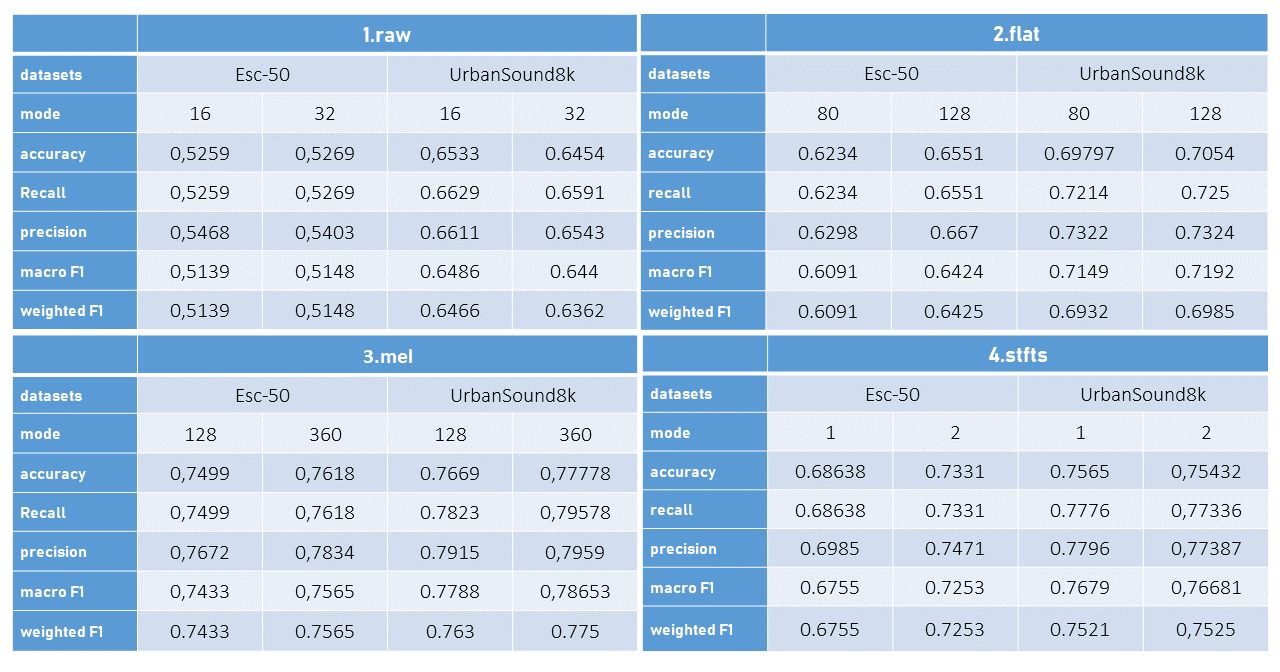 1.raw
datasets Esc-50 UrbanSound8k
mode 16 32 16 32
accuracy 0,5259 0,5269 0,6533 0.6454
Recall 0,5259 0,5269 0.6629 0.6591
precision 0,5468 0,5403 0.6611 0.6543
macro F1 0,5139 0,5148 0.6486 0.644
weighted F1 0,5139 0,5148 0.6466 0.6362
2.flat
datasets Esc-50 UrbanSound8k
mode 80 128 80 128
accuracy 0.6234 0.6551 0.69797 0.7054
recall 0.6234 0.6551 0.7214 0.725
precision 0.6298 0.667 0.7322 0.7324
macro F1 0.6091 0.6424 0.7149 0.7192
weighted F1 0.6091 0.6425 0.6932 0.6985
3.mel
datasets Esc-50 UrbanSound8k
mode 128 360 128 360
accuracy 0,7499 0,7618 0.7669 0,77778
Recall 0,7499 0,7618 0.7823 0,79578
precision 0,7672 0,7834 0.7915 0,7959
macro F1 0,7433 0,7565 0.7788 0,78653
weighted F1 0.7433 0.7565 0.763 0.775
4.stfts
datasets Esc-50 UrbanSound8k
mode 1 2 1 2
accuracy 0.68638 0.7331 0.7565 0,75432
recall 0.68638 0.7331 0.7776 0,77336
precision 0.6985 0.7471 0.7796 0,77387
macro F1 0.6755 0.7253 0.7679 0,76681
weighted F1 0.6755 0.7253 0.7521 0,7525